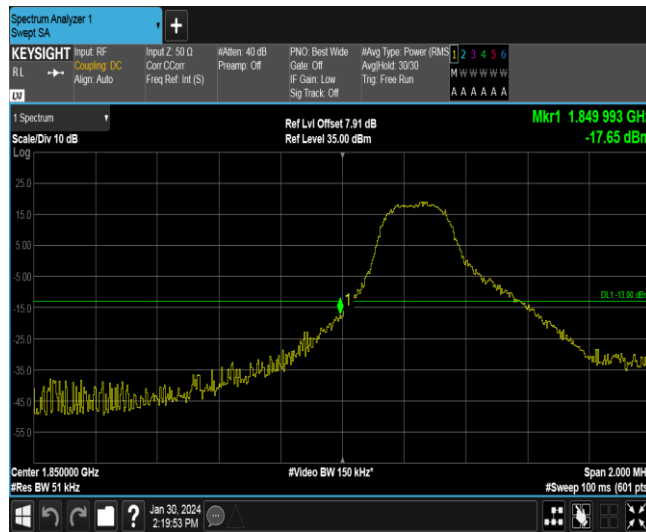 Spectrum Analyzer 1
Swept SA
KEYSIGHT
RL
LXI
Input: RF
Coupling: DC
Align: Auto
Input Z: 50 Ω
Corr CCorr
Freq Ref: Int (S)
#Atten: 40 dB
Preamp: Off
PNO: Best Wide
Gate: Off
IF Gain: Low
Sig Track: Off
#Avg Type: Power (RMS
Avg|Hold: 30/30
Trig: Free Run
1 2 3 4 5 6
M W W W W W
A A A A A A
1 Spectrum
Scale/Div 10 dB
Log
Ref Lvl Offset 7.91 dB
Ref Level 35.00 dBm
Mkr1 1.849 993 GHz
-17.65 dBm
25.0
15.0
5.00
-5.00
-15.0
-25.0
-35.0
-45.0
-55.0
1
DL1 -13.00 dBm
Center 1.850000 GHz
#Res BW 51 kHz
#Video BW 150 kHz*
Span 2.000 MHz
#Sweep 100 ms (601 pts)
?
Jan 30, 2024
2:19:53 PM